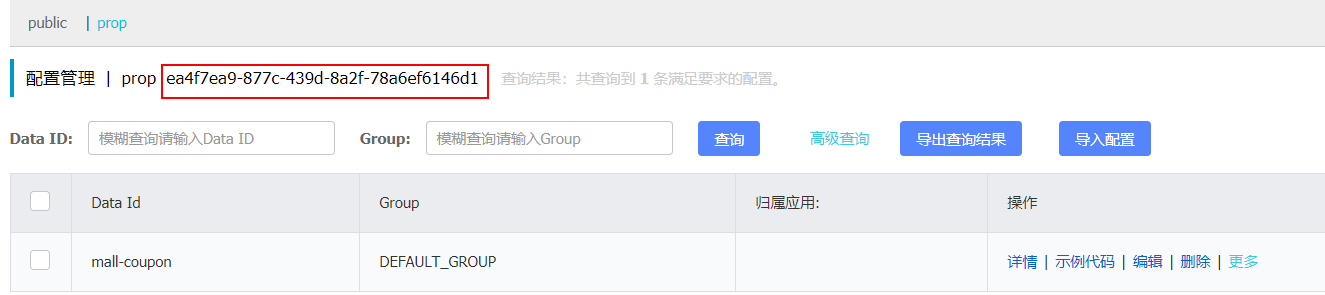 public | prop
配置管理 | prop ea4f7ea9-877c-439d-8a2f-78a6ef6146d1 查询结果：共查询到 1 条满足要求的配置。
Data ID: 模糊查询请输入Data ID Group: 模糊查询请输入Group 查询 高级查询 导出查询结果 导入配置
Data Id Group 归属应用: 操作
mall-coupon DEFAULT_GROUP 详情 | 示例代码 | 编辑 | 删除 | 更多